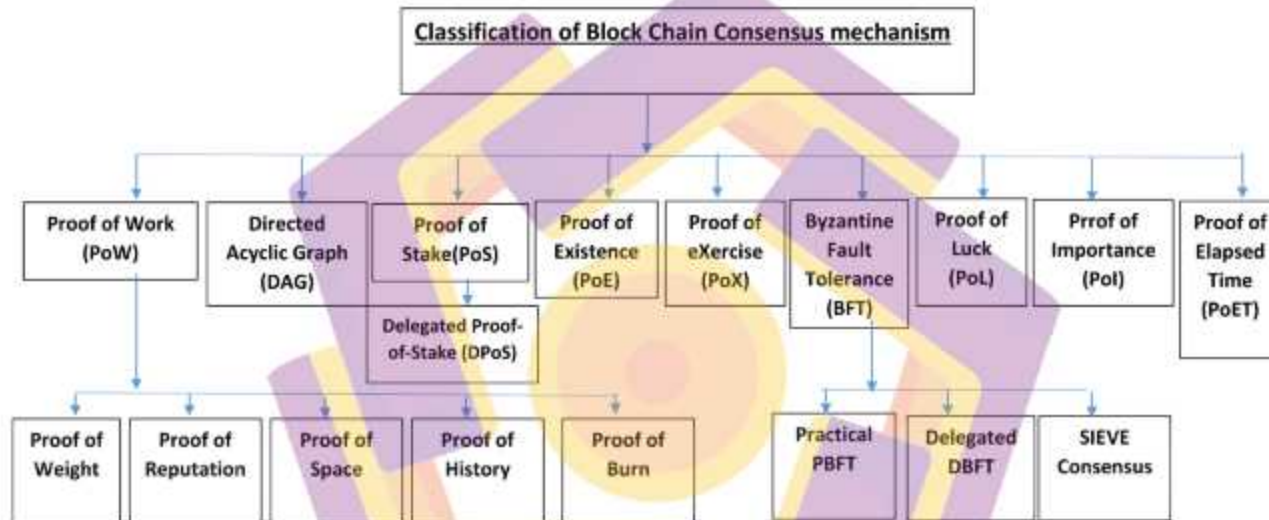 Classification of Block Chain Consensus mechanism
Proof of Work
(PoW)
Directed
Acyclic Graph
(DAG)
Proof of
Stake(PoS)
Proof of
Existence
(PoE)
Proof of
eXercise
(PoX)
Byzantine
Fault
Tolerance
(BFT)
Proof of
Luck
(PoL)
Prrof of
Importance
(PoI)
Proof of
Elapsed
Time
(PoET)
Delegated Proof-
of-Stake (DPoS)
Proof of
Weight
Proof of
Reputation
Proof of
Space
Proof of
History
Proof of
Burn
Practical
PBFT
Delegated
DBFT
SIEVE
Consensus